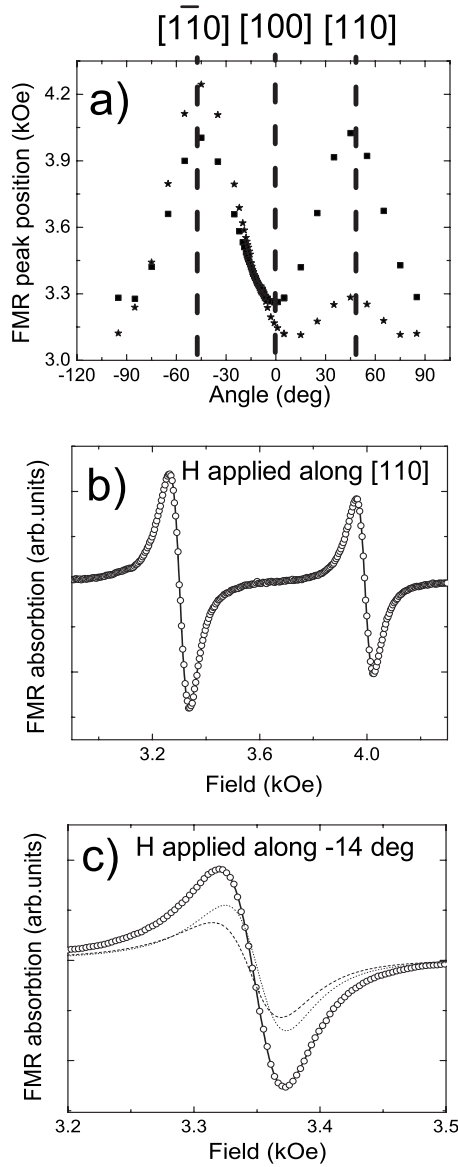 [11̄0] [100] [110]
a)
4.2
3.9
3.6
3.3
3.0
FMR peak position (kOe)
-120 -90 -60 -30 0 30 60 90
Angle (deg)
b) H applied along [110]
FMR absorbtion (arb.units)
3.2 3.6 4.0
Field (kOe)
c) H applied along -14 deg
FMR absorbtion (arb.units)
3.2 3.3 3.4 3.5
Field (kOe)